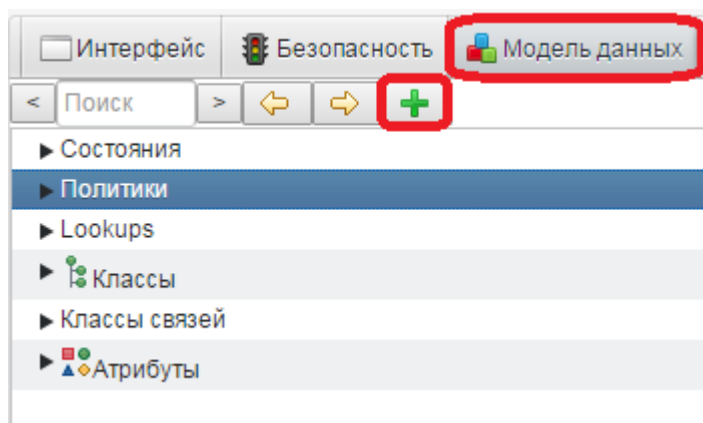 Интерфейс Безопасность Модель данных
< Поиск >
Состояния
Политики
Lookups
Классы
Классы связей
Атрибуты